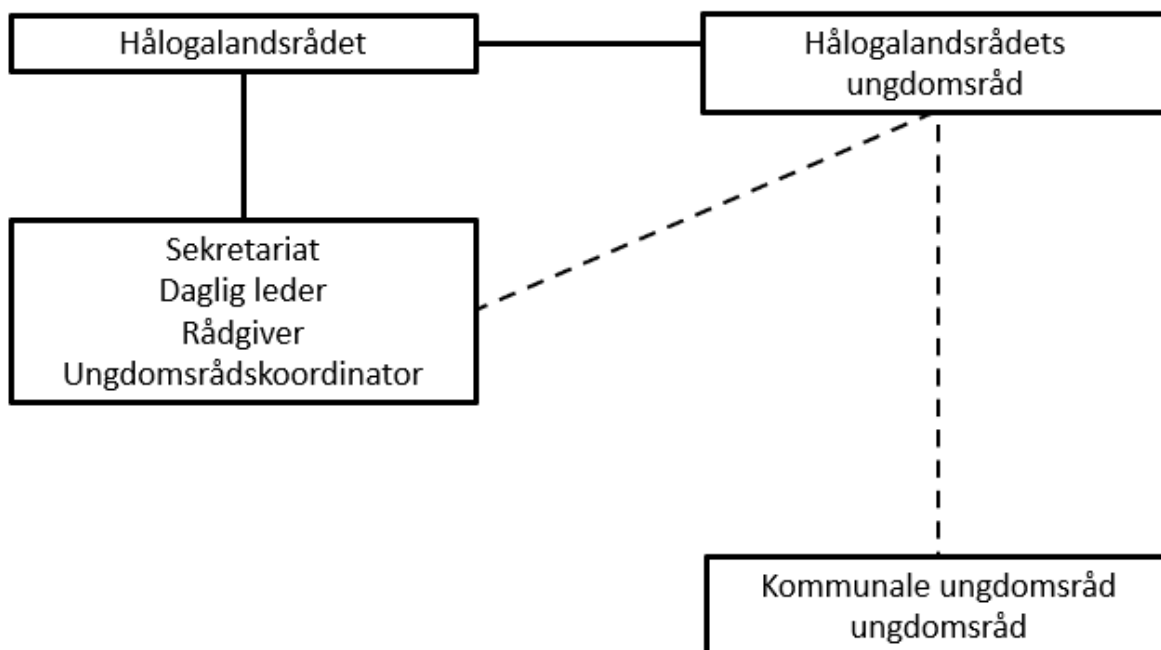 Hålogalandsrådet
Hålogalandsrådets
ungdomsråd
Sekretariat
Daglig leder
Rådgiver
Ungdomsrådskoordinator
Kommunale ungdomsråd
ungdomsråd